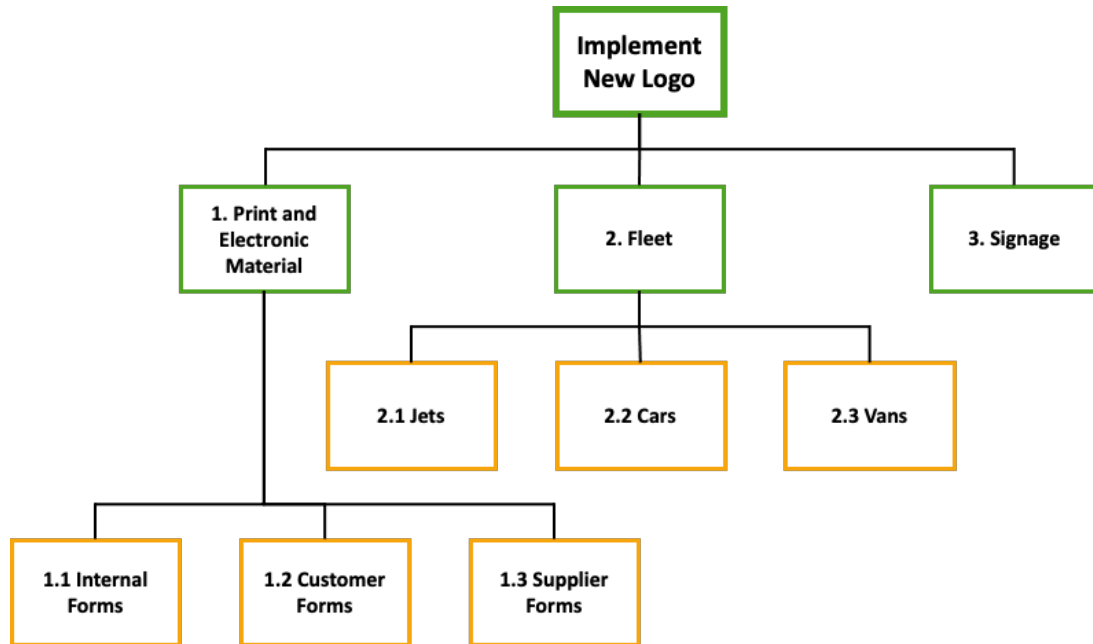 Implement
New Logo
1. Print and
Electronic
Material
2. Fleet
3. Signage
2.1 Jets
2.2 Cars
2.3 Vans
1.1 Internal
Forms
1.2 Customer
Forms
1.3 Supplier
Forms